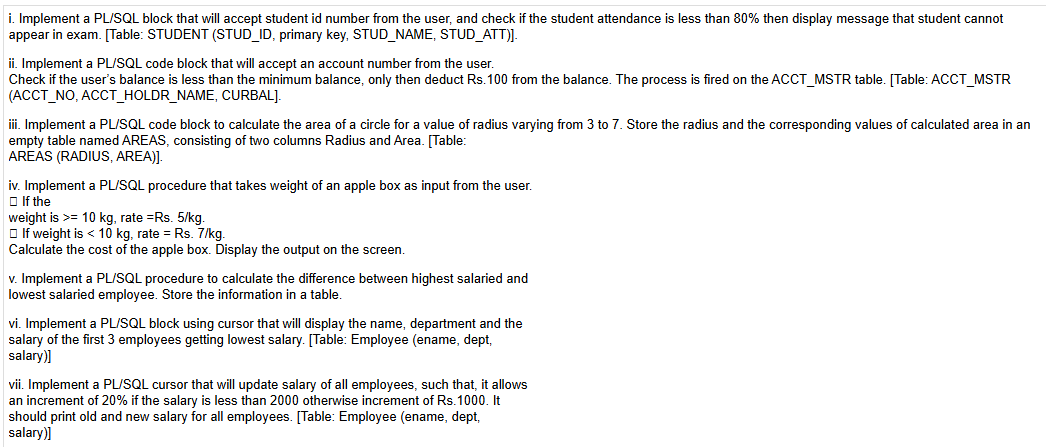 i. Implement a PL/SQL block that will accept student id number from the user, and check if the student attendance is less than 80% then display message that student cannot
appear in exam. [Table: STUDENT (STUD_ID, primary key, STUD_NAME, STUD_ATT)].
ii. Implement a PL/SQL code block that will accept an account number from the user.
Check if the user's balance is less than the minimum balance, only then deduct Rs.100 from the balance. The process is fired on the ACCT_MSTR table. [Table: ACCT_MSTR
(ACCT_NO, ACCT_HOLDR_NAME, CURBAL].
iii. Implement a PL/SQL code block to calculate the area of a circle for a value of radius varying from 3 to 7. Store the radius and the corresponding values of calculated area in an
empty table named AREAS, consisting of two columns Radius and Area. [Table:
AREAS (RADIUS, AREA)].
iv. Implement a PL/SQL procedure that takes weight of an apple box as input from the user.
▯ If the
weight is >= 10 kg, rate =Rs. 5/kg.
▯ If weight is < 10 kg, rate = Rs. 7/kg.
Calculate the cost of the apple box. Display the output on the screen.
v. Implement a PL/SQL procedure to calculate the difference between highest salaried and
lowest salaried employee. Store the information in a table.
vi. Implement a PL/SQL block using cursor that will display the name, department and the
salary of the first 3 employees getting lowest salary. [Table: Employee (ename, dept,
salary)]
vii. Implement a PL/SQL cursor that will update salary of all employees, such that, it allows
an increment of 20% if the salary is less than 2000 otherwise increment of Rs.1000. It
should print old and new salary for all employees. [Table: Employee (ename, dept,
salary)]